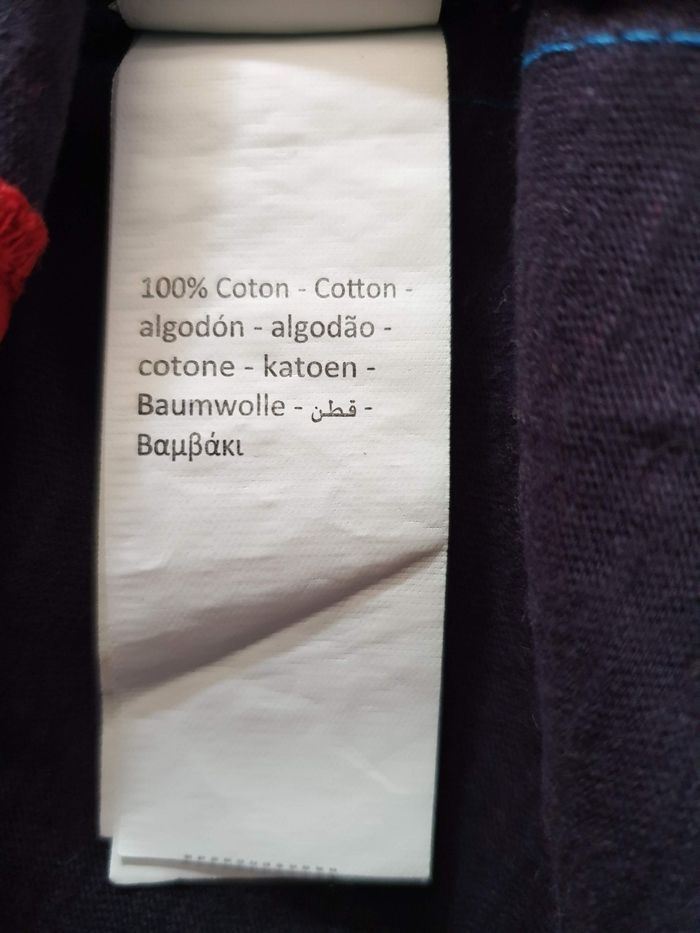 100% Coton - Cotton -
algodón - algodão -
cotone - katoen -
Baumwolle - قطن -
Βαμβάκι